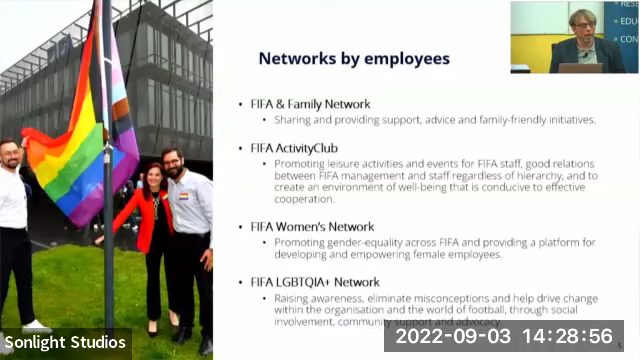 RESE
EDU
CON
Networks by employees
• FIFA & Family Network
• Sharing and providing support, advice and family-friendly initiatives.
• FIFA ActivityClub
• Promoting leisure activities and events for FIFA staff, good relations
between FIFA management and staff regardless of hierarchy, and to
create an environment of well-being that is conducive to effective
cooperation.
• FIFA Women's Network
• Promoting gender-equality across FIFA and providing a platform for
developing and empowering female employees.
• FIFA LGBTQIA+ Network
• Raising awareness, eliminate misconceptions and help drive change
within the organisation and the world of football, through social
involvement, community support and advocacy.
Sonlight Studios
2022-09-03 14:28:56